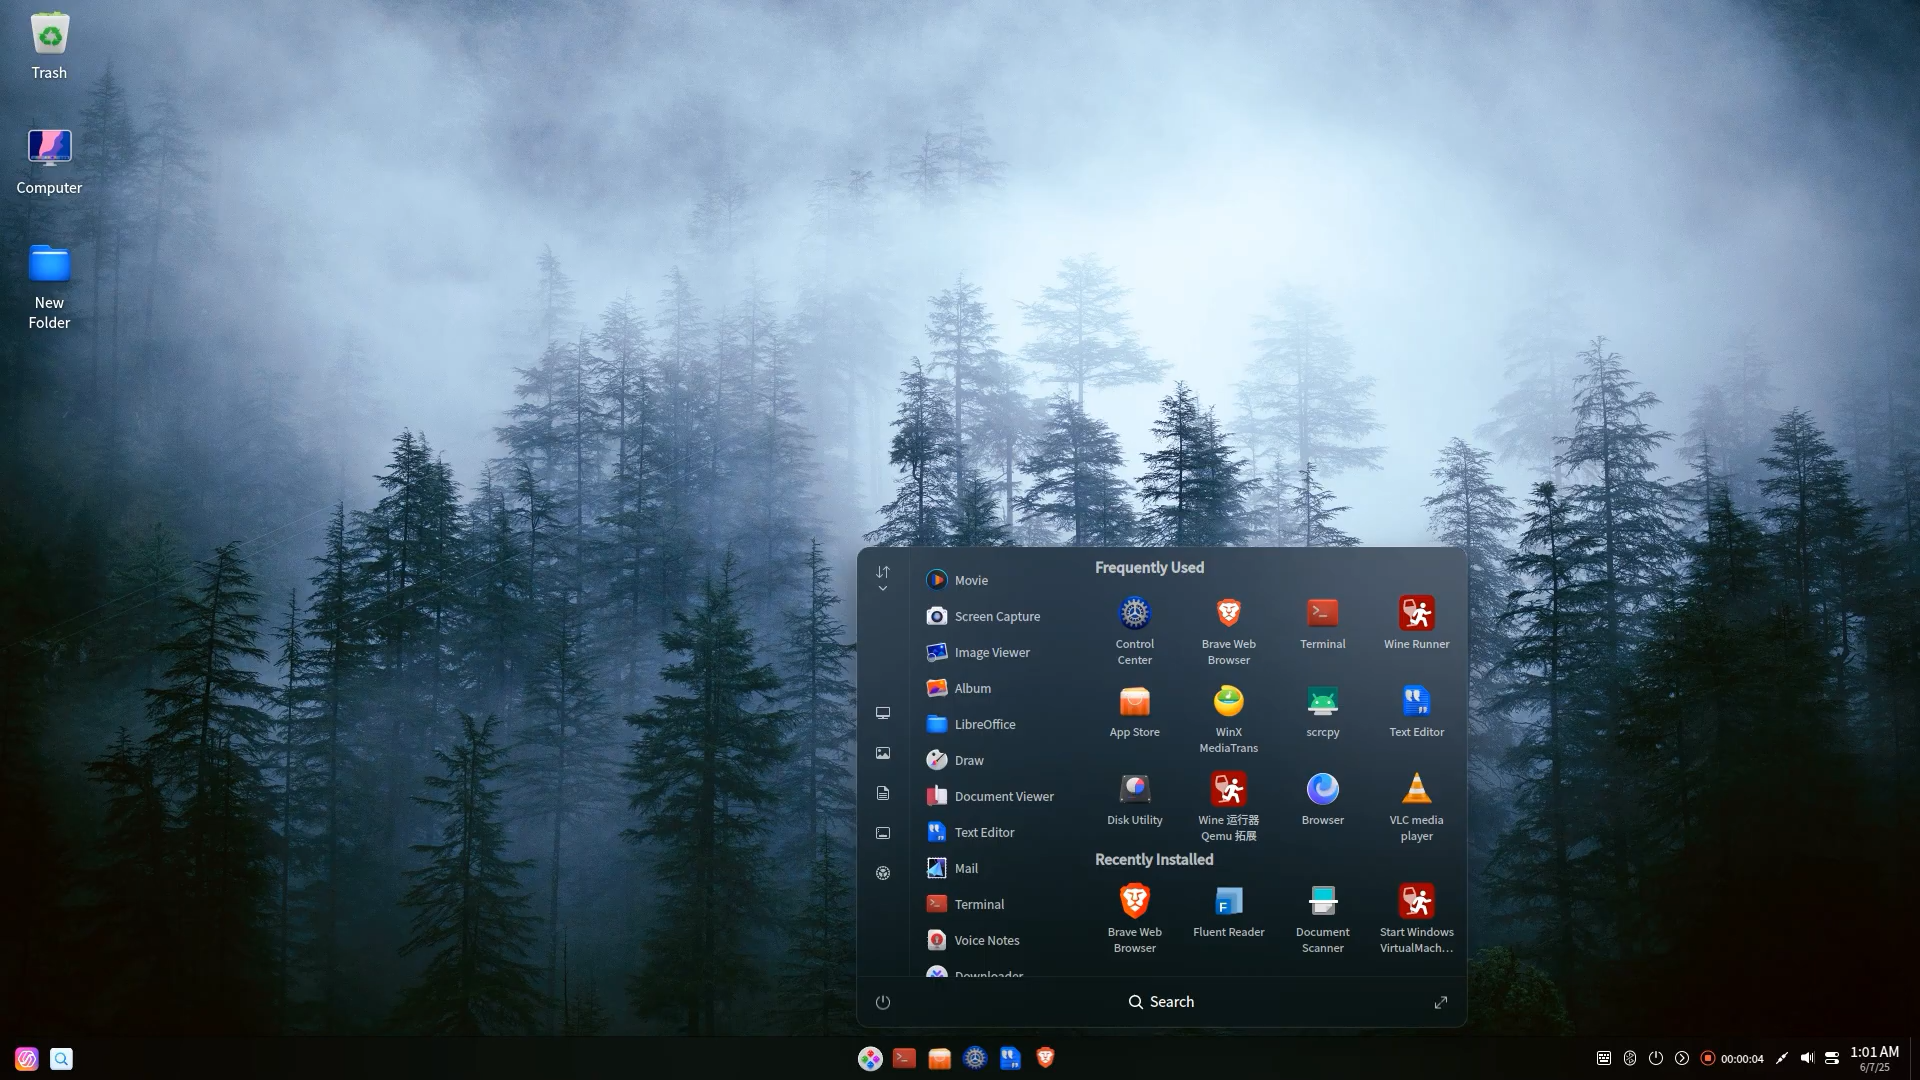 Trash
Computer
New
Folder
Movie
Screen Capture
Image Viewer
Album
LibreOffice
Draw
Document Viewer
Text Editor
Mail
Terminal
Voice Notes
Downloader
Frequently Used
Control
Center
Brave Web
Browser
Terminal
Wine Runner
App Store
WinX
MediaTrans
scrcpy
Text Editor
Disk Utility
Wine 运行器
Qemu 拓展
Browser
VLC media
player
Recently Installed
Brave Web
Browser
Fluent Reader
Document
Scanner
Start Windows
VirtualMach...
Search
00:00:04
1:01 AM
6/7/25